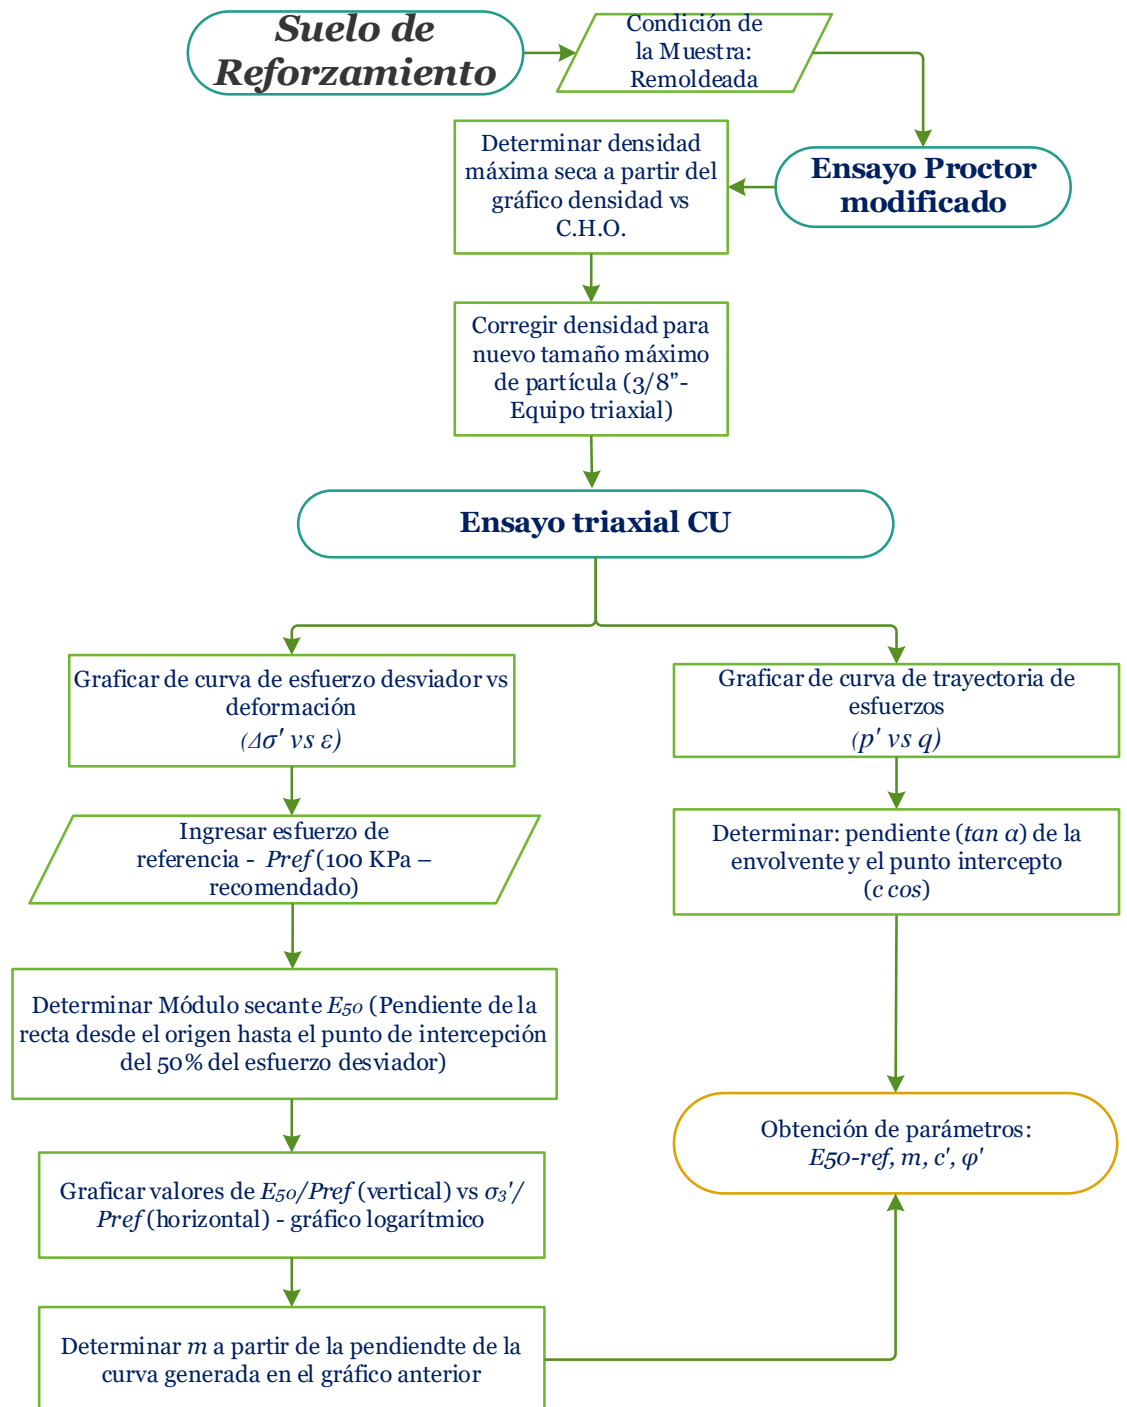 Suelo de
Reforzamiento
Condición de
la Muestra:
Remoldeada
Ensayo Proctor
modificado
Determinar densidad
máxima seca a partir del
gráfico densidad vs
C.H.O.
Corregir densidad para
nuevo tamaño máximo
de partícula (3/8”-
Equipo triaxial)
Ensayo triaxial CU
Graficar de curva de esfuerzo desviador vs
deformación
(Δσ' vs ε)
Ingresar esfuerzo de
referencia - Pref (100 KPa –
recomendado)
Determinar Módulo secante E50 (Pendiente de la
recta desde el origen hasta el punto de intercepción
del 50% del esfuerzo desviador)
Graficar valores de E50/Pref (vertical) vs σ3'/
Pref (horizontal) - gráfico logarítmico
Determinar m a partir de la pendiendte de la
curva generada en el gráfico anterior
Graficar de curva de trayectoria de
esfuerzos
(p' vs q)
Determinar: pendiente (tan α) de la
envolvente y el punto intercepto
(c cos)
Obtención de parámetros:
E50-ref, m, c', φ'